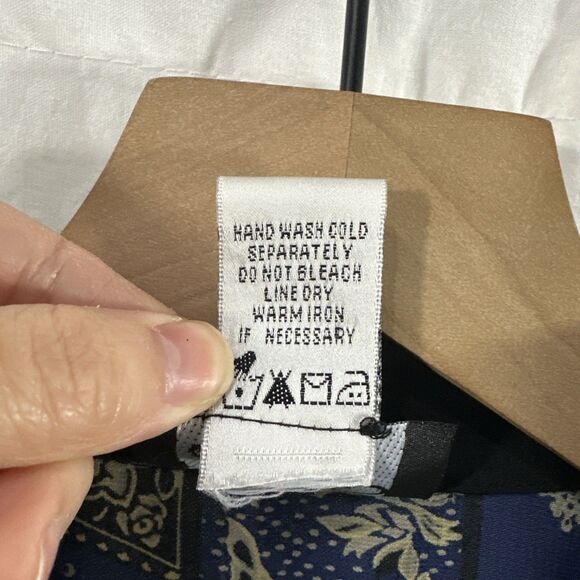 HAND WASH COLD
SEPARATELY
DO NOT BLEACH
LINE DRY
WARM IRON
IF NECESSARY